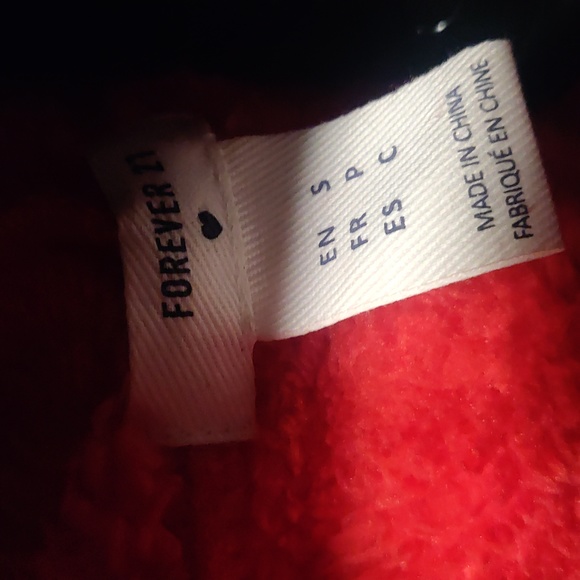 FOREVER 21
EN S
FR P
ES C
MADE IN CHINA
FABRIQUÉ EN CHINE